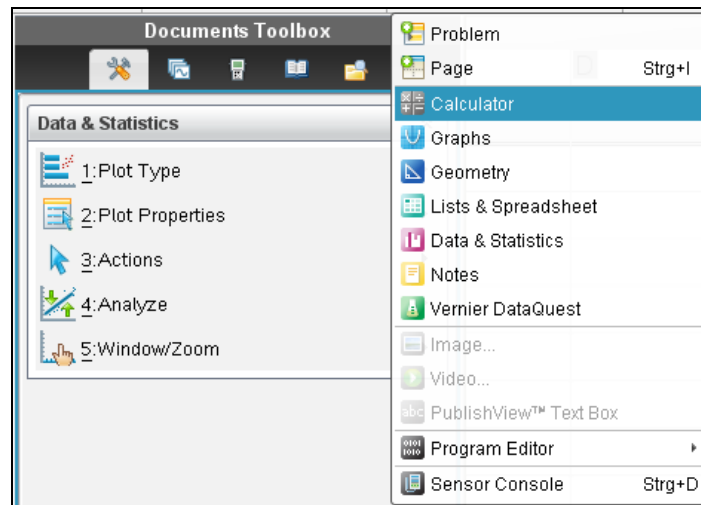 Documents Toolbox
Data & Statistics
1:Plot Type
2:Plot Properties
3:Actions
4:Analyze
5:Window/Zoom
Problem
Page Strg+I
Calculator
Graphs
Geometry
Lists & Spreadsheet
Data & Statistics
Notes
Vernier DataQuest
Image...
Video...
abc PublishView™ Text Box
Program Editor
Sensor Console Strg+D